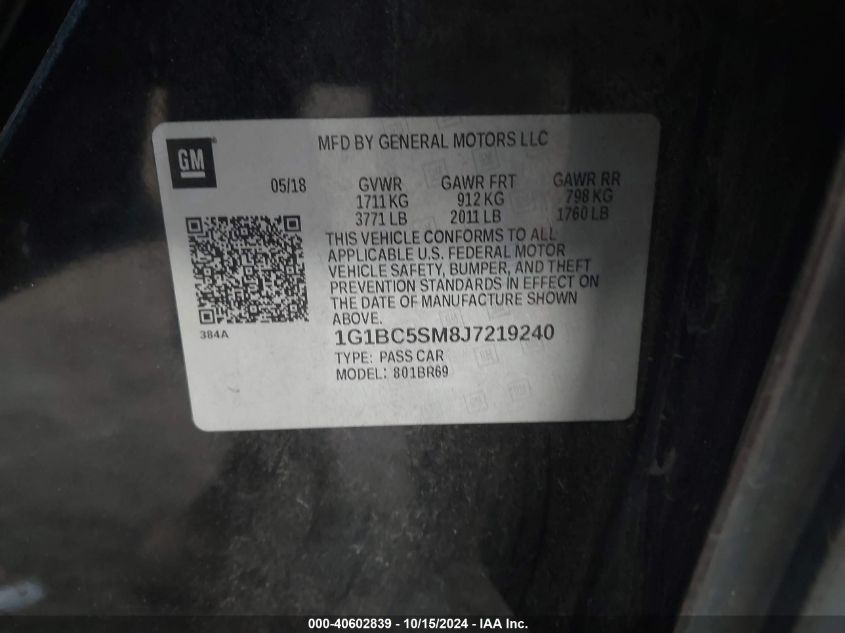 GM
MFD BY GENERAL MOTORS LLC
05/18 GVWR GAWR FRT GAWR RR
1711 KG 912 KG 798 KG
3771 LB 2011 LB 1760 LB
THIS VEHICLE CONFORMS TO ALL
APPLICABLE U.S. FEDERAL MOTOR
VEHICLE SAFETY, BUMPER, AND THEFT
PREVENTION STANDARDS IN EFFECT ON
THE DATE OF MANUFACTURE SHOWN
ABOVE.
384A
1G1BC5SM8J7219240
TYPE: PASS CAR
MODEL: 801BR69
000-40602839 - 10/15/2024 - IAA Inc.